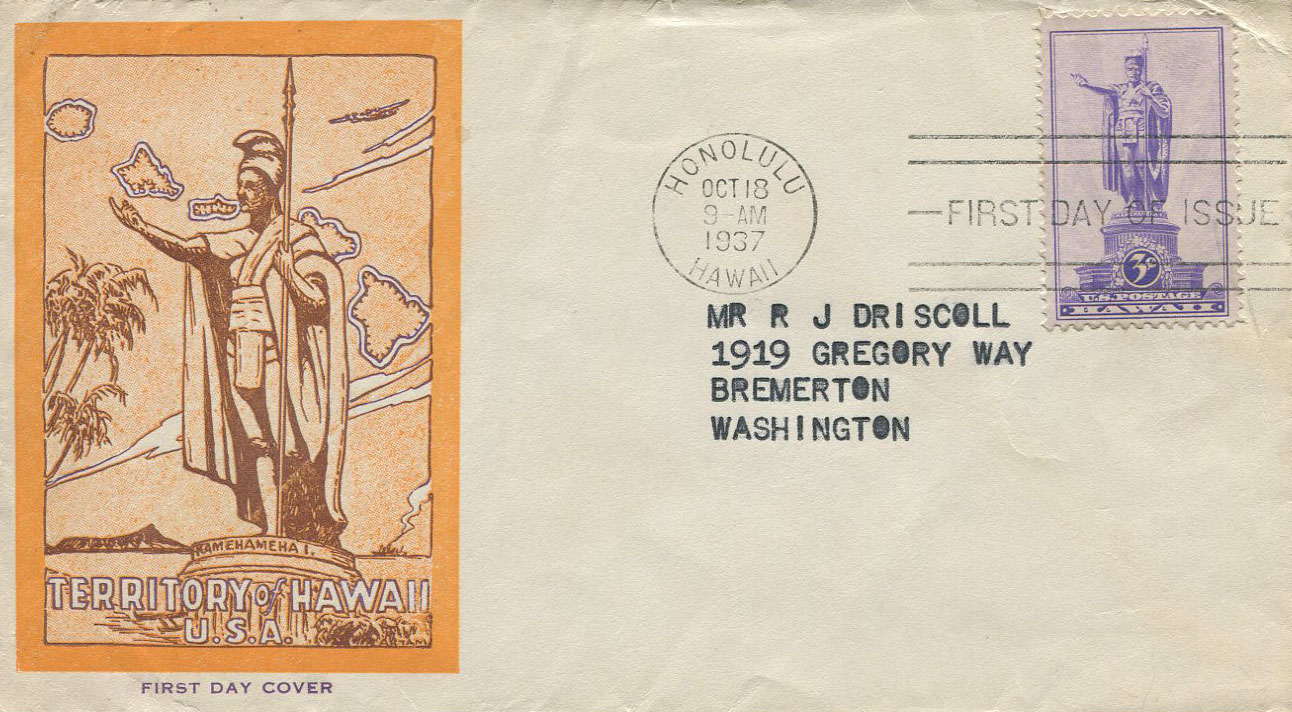 KAMEHAMEHA I.
TERRITORY of HAWAII
U.S.A.
FIRST DAY COVER
HONOLULU
OCT 18
9-AM
1937
HAWAII
—FIRST DAY OF ISSUE
3¢
U.S. POSTAGE
HAWAII
MR R J DRISCOLL
1919 GREGORY WAY
BREMERTON
WASHINGTON